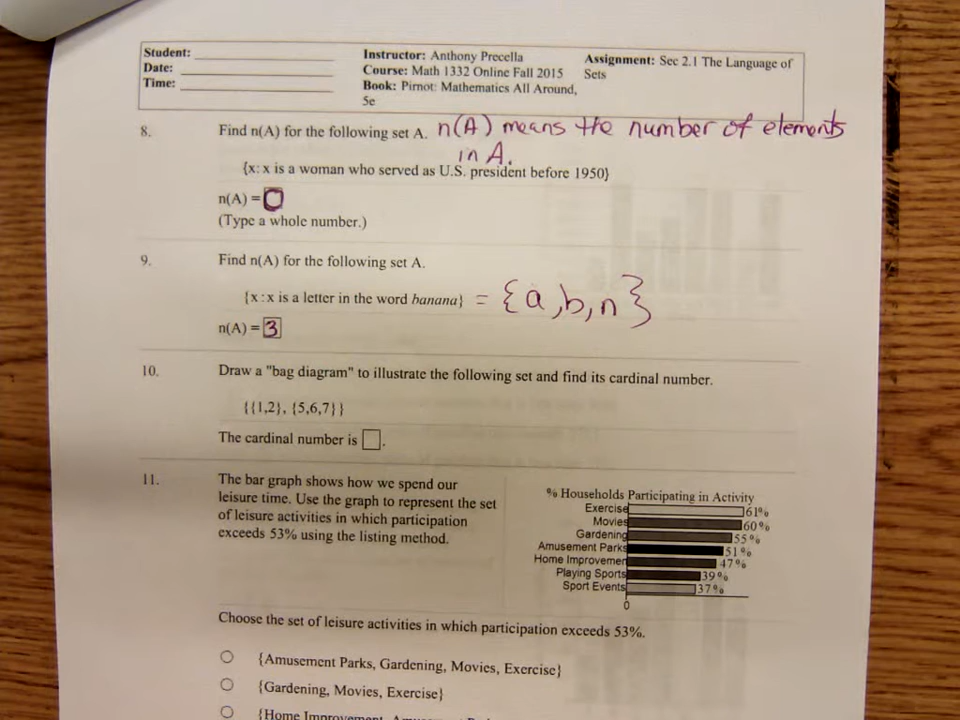 Student:
Date:
Time:
Instructor: Anthony Precella
Course: Math 1332 Online Fall 2015
Book: Pirnot: Mathematics All Around,
5e
Assignment: Sec 2.1 The Language of
Sets
8. Find n(A) for the following set A. n(A) means the number of elements
in A.
{x: x is a woman who served as U.S. president before 1950}
n(A) = 0
(Type a whole number.)
9. Find n(A) for the following set A.
{x : x is a letter in the word banana} = {a,b,n}
n(A) = 3
10. Draw a "bag diagram" to illustrate the following set and find its cardinal number.
{{1,2}, {5,6,7}}
The cardinal number is .
11. The bar graph shows how we spend our
leisure time. Use the graph to represent the set
of leisure activities in which participation
exceeds 53% using the listing method.
% Households Participating in Activity
Exercise 61%
Movies 60%
Gardening 55%
Amusement Parks 51%
Home Improvemen 47%
Playing Sports 39%
Sport Events 37%
0
Choose the set of leisure activities in which participation exceeds 53%.
{Amusement Parks, Gardening, Movies, Exercise}
{Gardening, Movies, Exercise}
{Home Improvement,